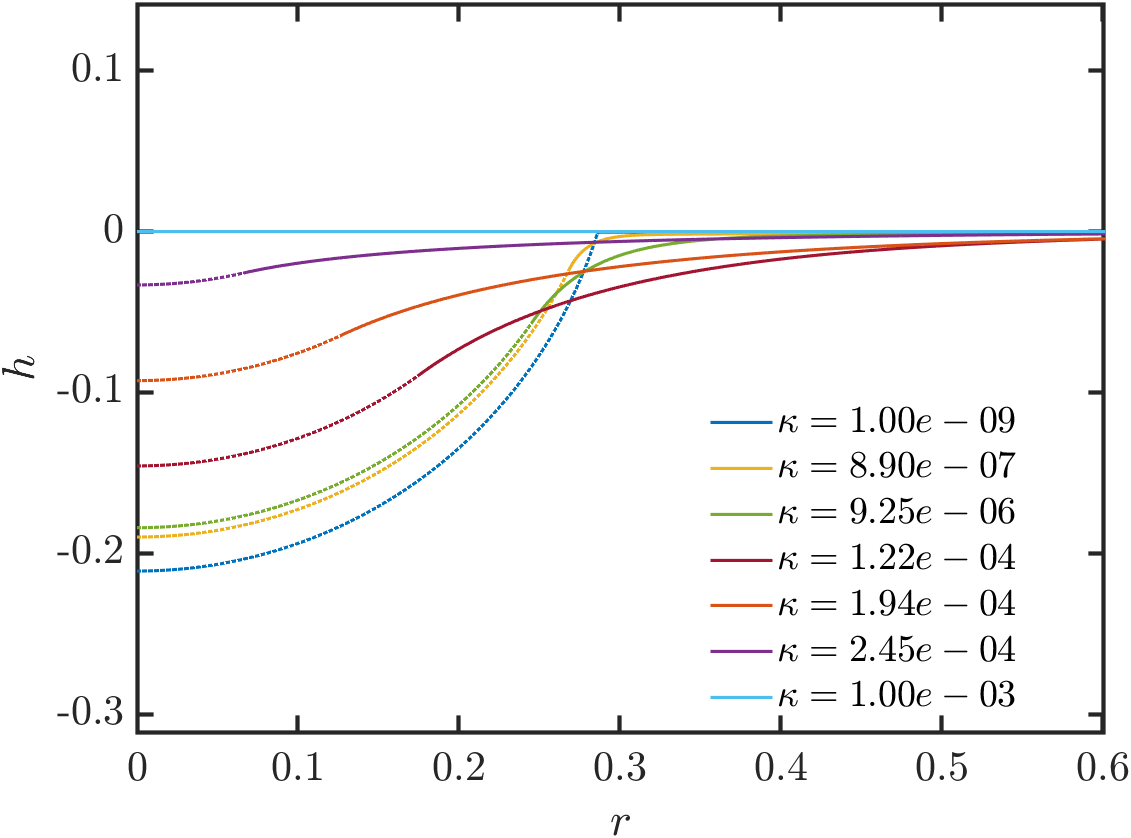 0.1
0
-0.1
-0.2
-0.3
h
κ = 1.00e − 09
κ = 8.90e − 07
κ = 9.25e − 06
κ = 1.22e − 04
κ = 1.94e − 04
κ = 2.45e − 04
κ = 1.00e − 03
0 0.1 0.2 0.3 0.4 0.5 0.6
r